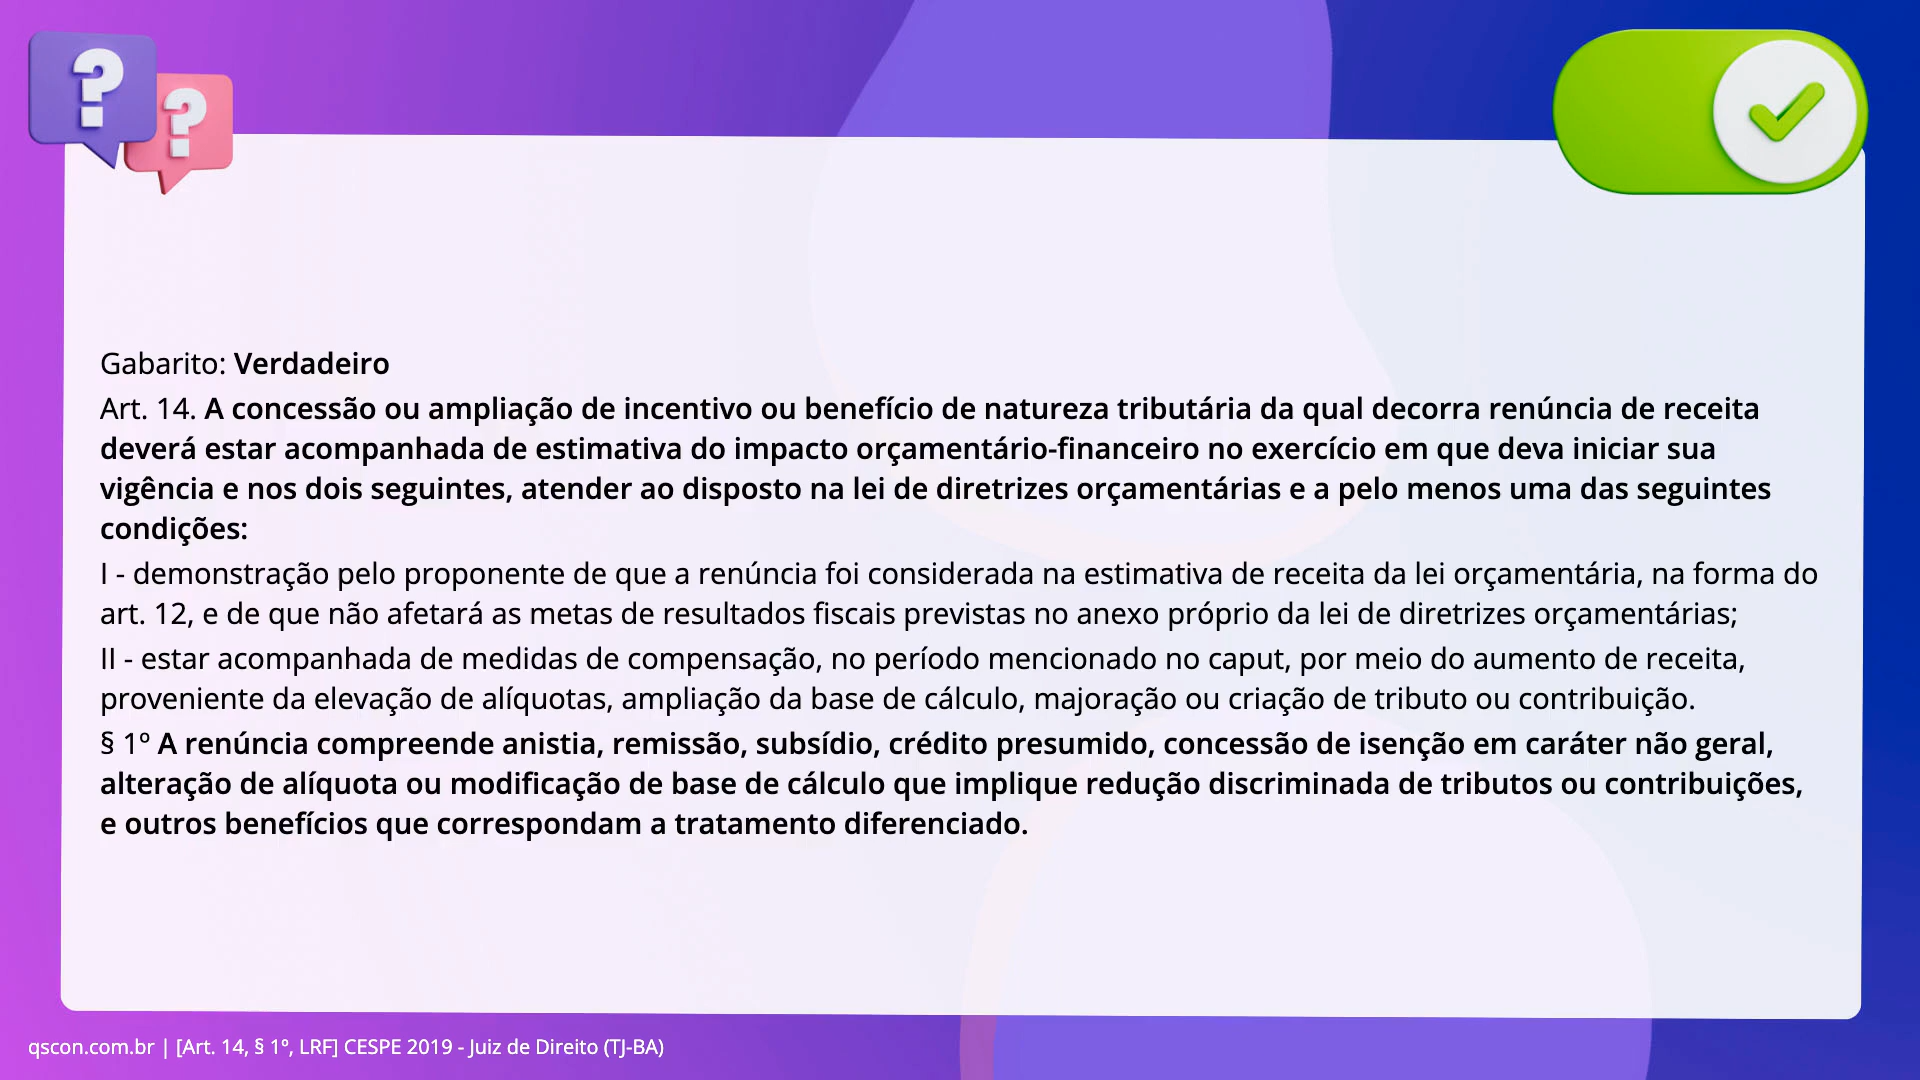 ? ?
Gabarito: Verdadeiro
Art. 14. A concessão ou ampliação de incentivo ou benefício de natureza tributária da qual decorra renúncia de receita
deverá estar acompanhada de estimativa do impacto orçamentário-financeiro no exercício em que deva iniciar sua
vigência e nos dois seguintes, atender ao disposto na lei de diretrizes orçamentárias e a pelo menos uma das seguintes
condições:
I - demonstração pelo proponente de que a renúncia foi considerada na estimativa de receita da lei orçamentária, na forma do
art. 12, e de que não afetará as metas de resultados fiscais previstas no anexo próprio da lei de diretrizes orçamentárias;
II - estar acompanhada de medidas de compensação, no período mencionado no caput, por meio do aumento de receita,
proveniente da elevação de alíquotas, ampliação da base de cálculo, majoração ou criação de tributo ou contribuição.
§ 1º A renúncia compreende anistia, remissão, subsídio, crédito presumido, concessão de isenção em caráter não geral,
alteração de alíquota ou modificação de base de cálculo que implique redução discriminada de tributos ou contribuições,
e outros benefícios que correspondam a tratamento diferenciado.
qscon.com.br | [Art. 14, § 1º, LRF] CESPE 2019 - Juiz de Direito (TJ-BA)